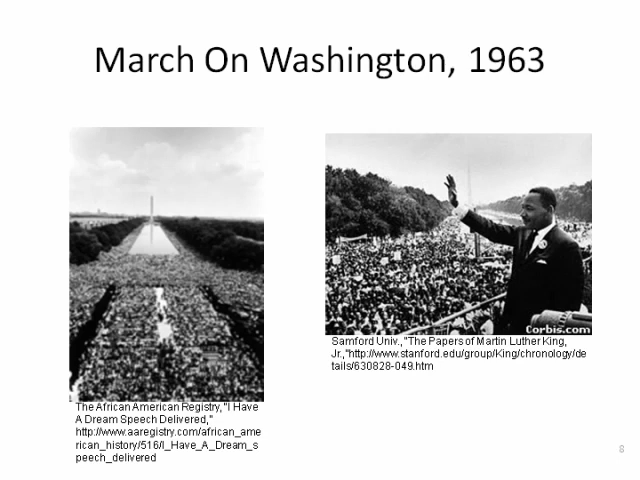 March On Washington, 1963
Corbis.com
Samford Univ.,"The Papers of Martin Luther King,
Jr.,"http://www.stanford.edu/group/King/chronology/de
tails/630828-049.htm
The African American Registry,"I Have
A Dream Speech Delivered,"
http://www.aaregistry.com/african_ame
rican_history/516/I_Have_A_Dream_s
peech_delivered
8